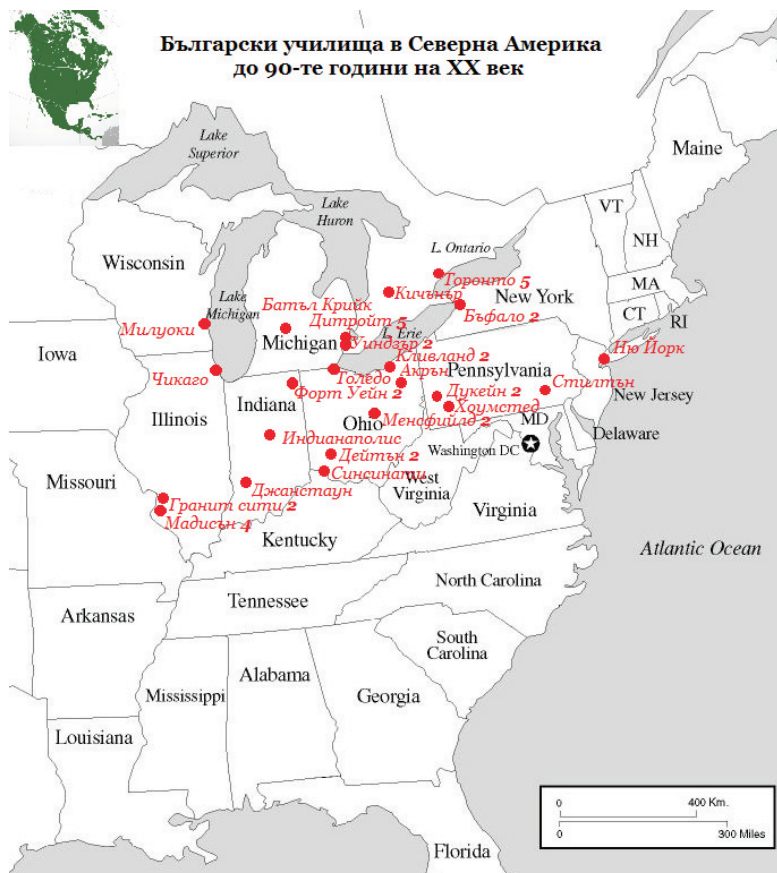 Български училища в Северна Америка
до 90-те години на XX век
Lake
Superior
Maine
Lake
Huron
VT
NH
L. Ontario
Wisconsin
Торонто 5
MA
Кичънър
New York
Lake
Michigan
Батъл Крийк
CT
RI
Бъфало 2
Дитройт 5
Милуоки
L. Erie
Michigan
Уиндзър 2
Ню Йорк
Iowa
Кливланд 2
Pennsylvania
Чикаго
Толедо
Акрън
Стилтън
Форт Уейн 2
Дукейн 2
New Jersey
Indiana
Хоумстед
Illinois
Ohio
Менсфийлд 2
MD
Delaware
Индианаполис
Washington DC
Дейтън 2
Синсинати
West
Virginia
Missouri
Джанстаун
Гранит сити 2
Virginia
Мадисън 4
Kentucky
Atlantic Ocean
North Carolina
Tennessee
Arkansas
South
Carolina
Alabama
Mississippi
Georgia
Louisiana
0
400 Km.
0
300 Miles
Florida